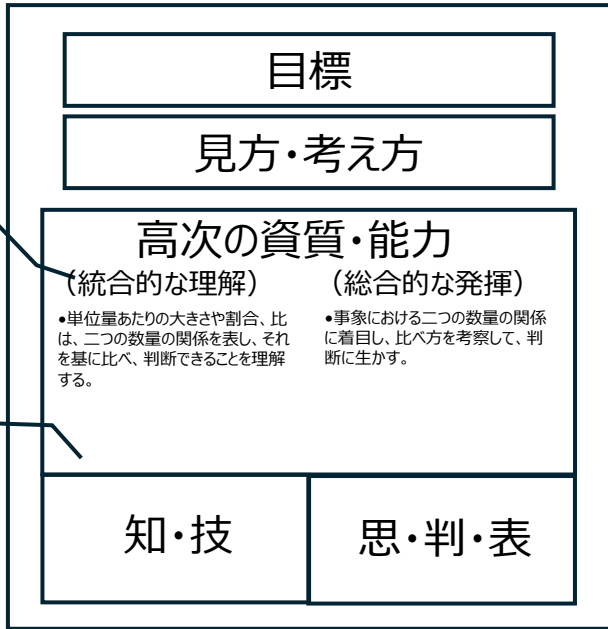 目標
見方・考え方
高次の資質・能力
（統合的な理解）
（総合的な発揮）
•単位量あたりの大きさや割合、比
は、二つの数量の関係を表し、それ
を基に比べ、判断できることを理解
する。
•事象における二つの数量の関係
に着目し、比べ方を考察して、判
断に生かす。
知・技
思・判・表